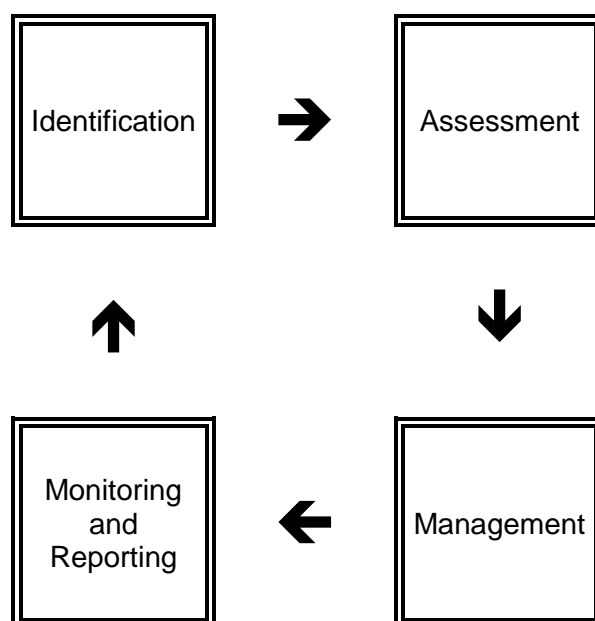 Identification
Assessment
Monitoring
and
Reporting
Management